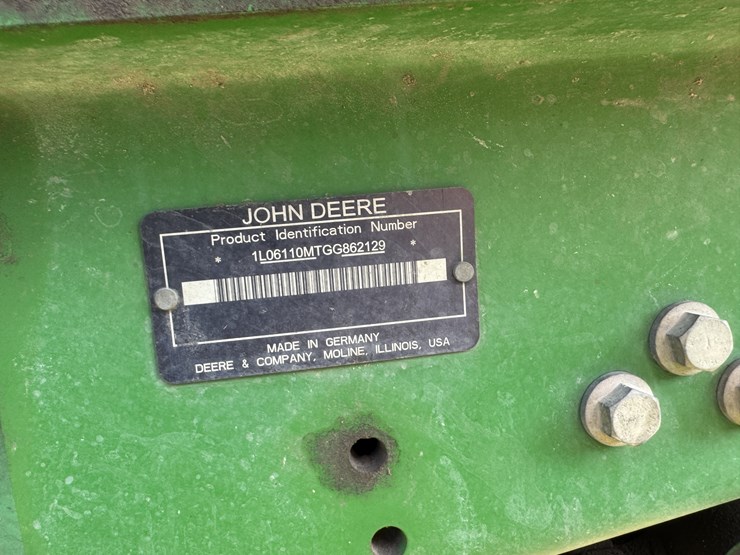 JOHN DEERE
Product Identification Number
* 1L06110MTGG862129 *
MADE IN GERMANY
DEERE & COMPANY, MOLINE, ILLINOIS, USA